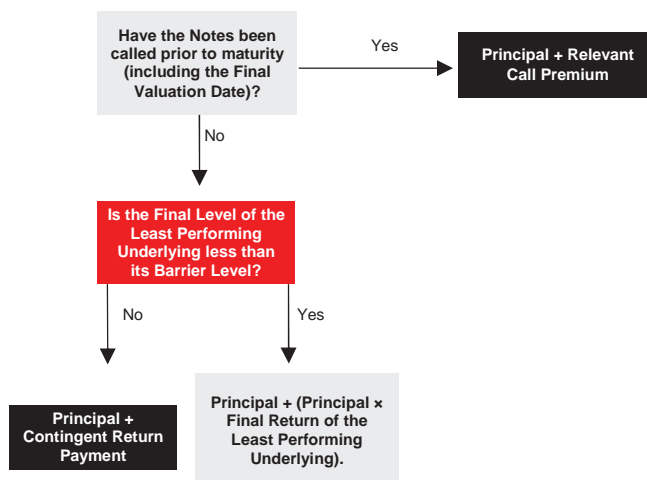 Have the Notes been
called prior to maturity
(including the Final
Valuation Date)?
Yes
Principal + Relevant
Call Premium
No
Is the Final Level of the
Least Performing
Underlying less than
its Barrier Level?
No
Yes
Principal +
Contingent Return
Payment
Principal + (Principal ×
Final Return of the
Least Performing
Underlying).